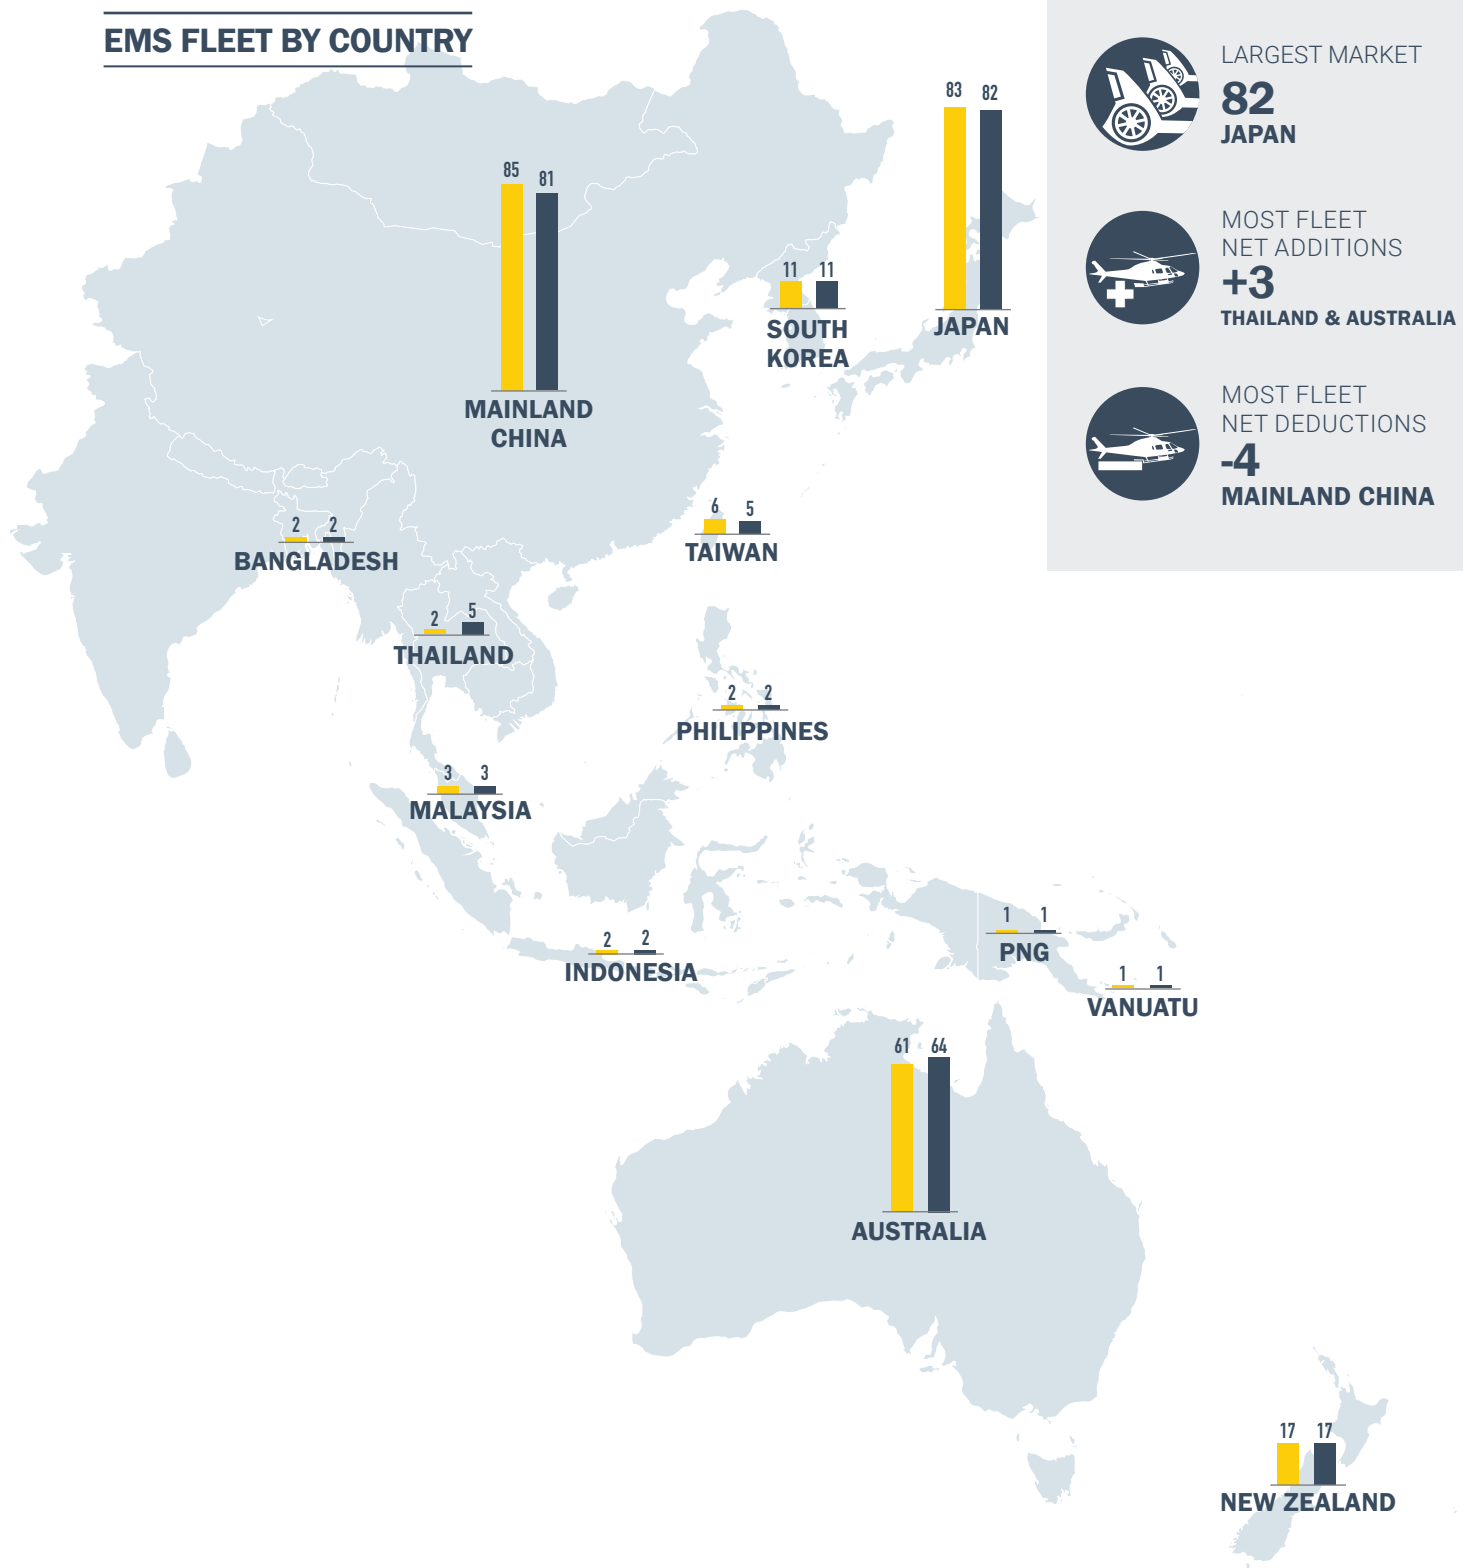 EMS FLEET BY COUNTRY
LARGEST MARKET
82
JAPAN
MOST FLEET
NET ADDITIONS
+3
THAILAND & AUSTRALIA
MOST FLEET
NET DEDUCTIONS
-4
MAINLAND CHINA
83 82
JAPAN
85 81
MAINLAND
CHINA
11 11
SOUTH
KOREA
6 5
TAIWAN
2 2
BANGLADESH
2 5
THAILAND
2 2
PHILIPPINES
3 3
MALAYSIA
2 2
INDONESIA
1 1
PNG
1 1
VANUATU
61 64
AUSTRALIA
17 17
NEW ZEALAND